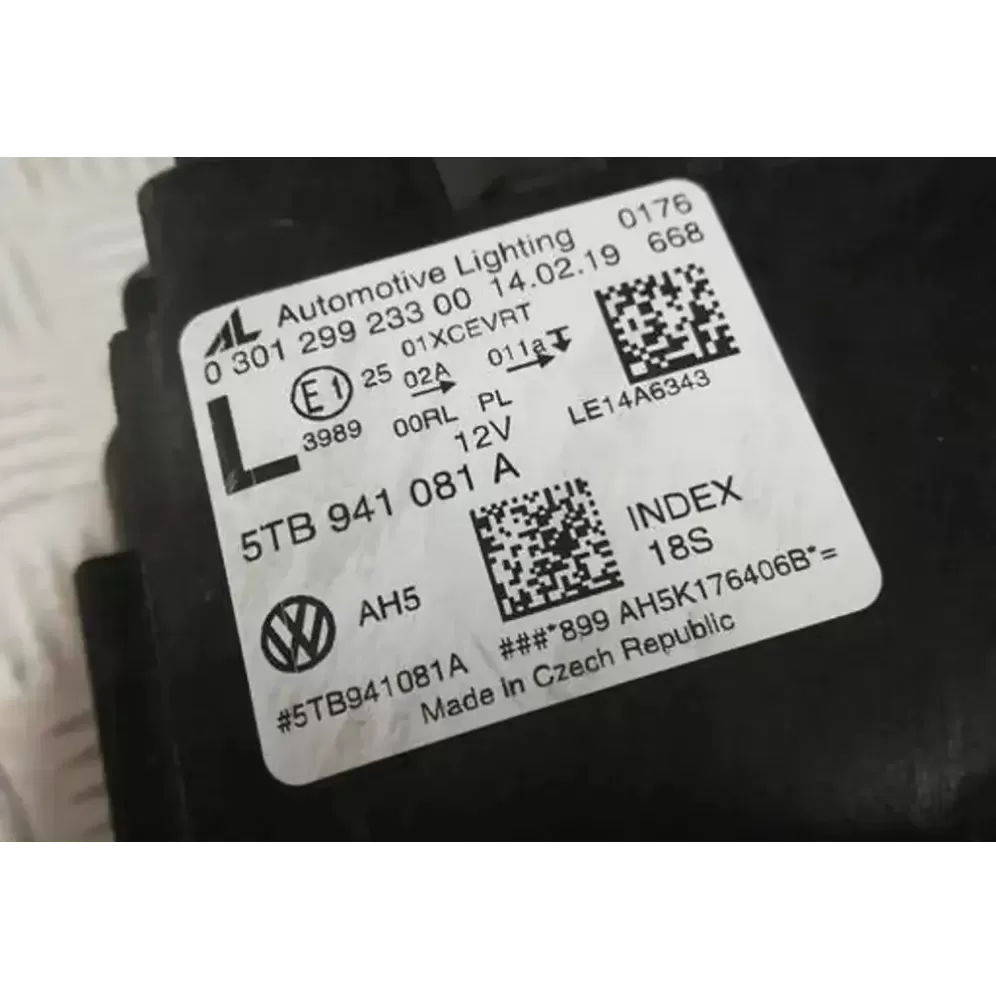 AL Automotive Lighting 0176
0 301 299 233 00 14.02.19 668
01XCEVRT
L E1 25 02A 011a
3989 00RL PL LE14A6343
12V
5TB 941 081 A
INDEX
18S
AH5
###*899 AH5K176406B*=
#5TB941081A
Made in Czech Republic